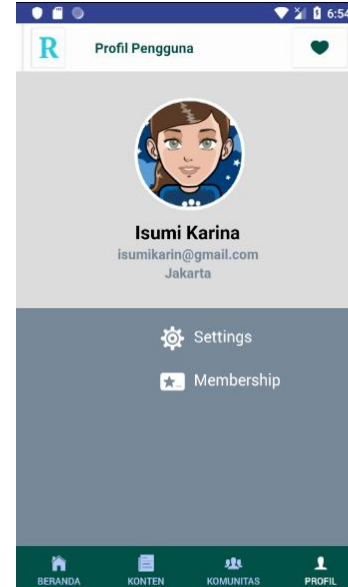 6:54
R
Profil Pengguna
Isumi Karina
isumikarin@gmail.com
Jakarta
Settings
Membership
BERANDA
KONTEN
KOMUNITAS
PROFIL